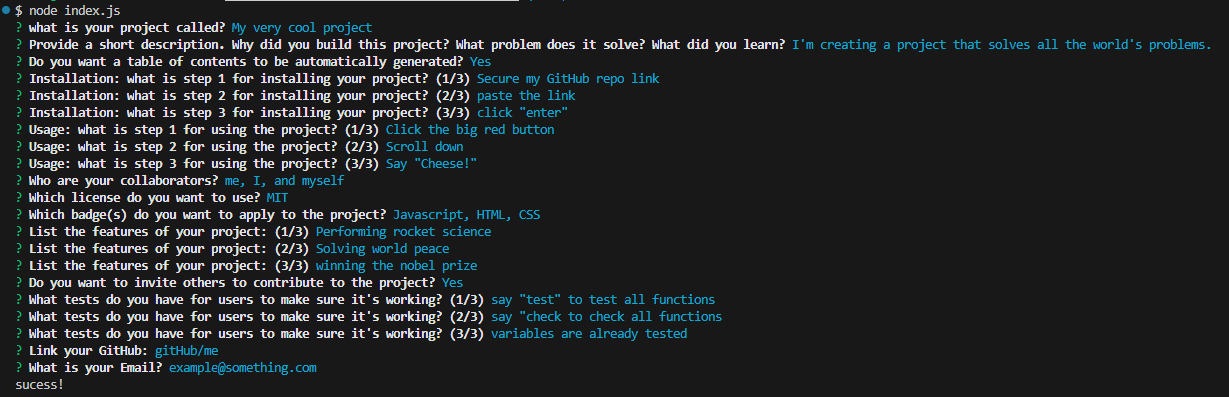 $ node index.js
? what is your project called? My very cool project
? Provide a short description. Why did you build this project? What problem does it solve? What did you learn? I'm creating a project that solves all the world's problems.
? Do you want a table of contents to be automatically generated? Yes
? Installation: what is step 1 for installing your project? (1/3) Secure my GitHub repo link
? Installation: what is step 2 for installing your project? (2/3) paste the link
? Installation: what is step 3 for installing your project? (3/3) click "enter"
? Usage: what is step 1 for using the project? (1/3) Click the big red button
? Usage: what is step 2 for using the project? (2/3) Scroll down
? Usage: what is step 3 for using the project? (3/3) Say "Cheese!"
? Who are your collaborators? me, I, and myself
? Which license do you want to use? MIT
? Which badge(s) do you want to apply to the project? Javascript, HTML, CSS
? List the features of your project: (1/3) Performing rocket science
? List the features of your project: (2/3) Solving world peace
? List the features of your project: (3/3) winning the nobel prize
? Do you want to invite others to contribute to the project? Yes
? What tests do you have for users to make sure it's working? (1/3) say "test" to test all functions
? What tests do you have for users to make sure it's working? (2/3) say "check to check all functions
? What tests do you have for users to make sure it's working? (3/3) variables are already tested
? Link your GitHub: gitHub/me
? What is your Email? example@something.com
sucess!